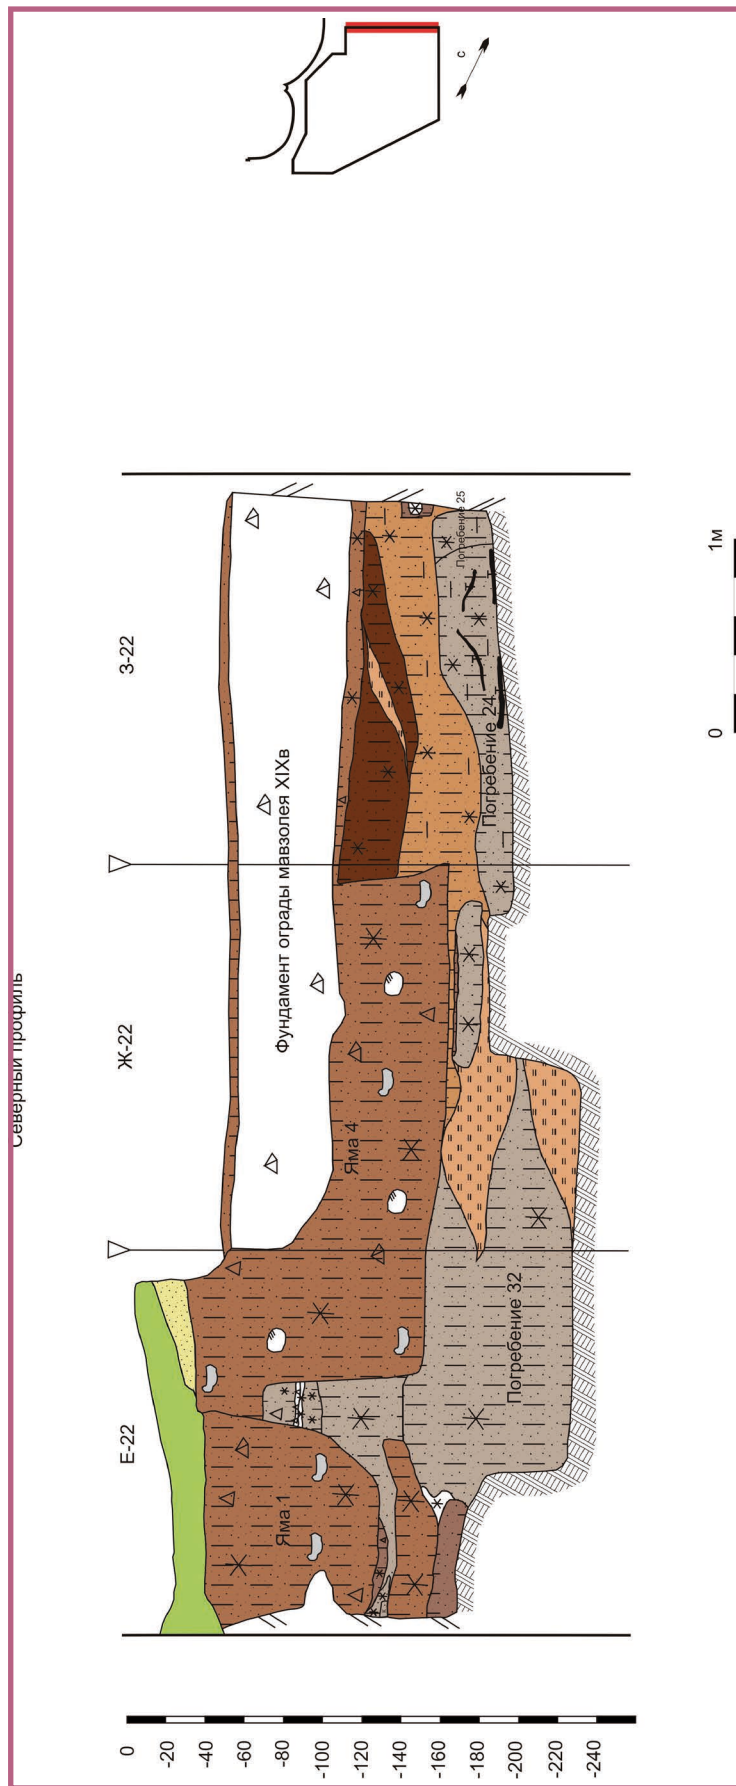 Северный профиль
с
Е-22
Ж-22
З-22
Фундамент ограды мавзолея XIXв
Яма 1
Яма 4
Погребение 32
Погребение 24
Погребение 25
0
-20
-40
-60
-80
-100
-120
-140
-160
-180
-200
-220
-240
0
1м